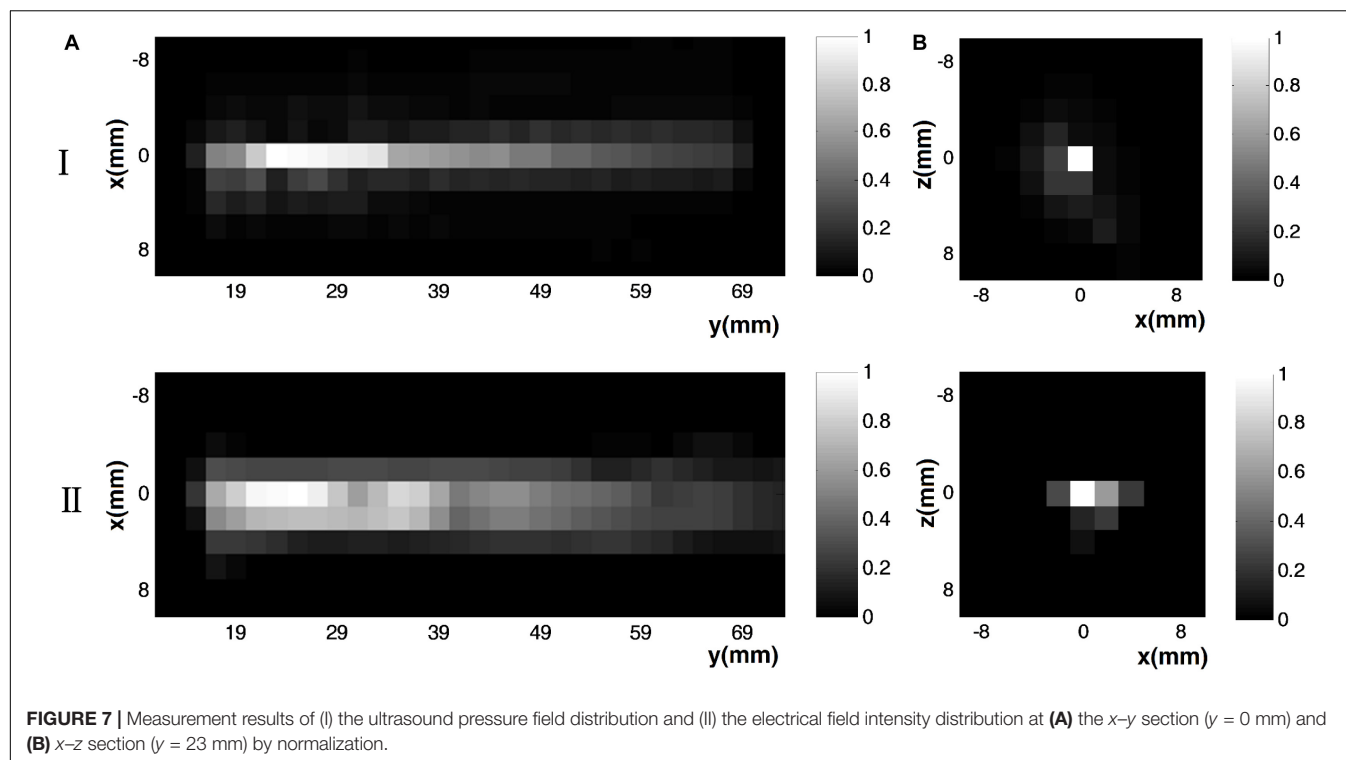 A
B
I
-8
0
8
x(mm)
19 29 39 49 59 69
y(mm)
1
0.8
0.6
0.4
0.2
0
-8
0
8
z(mm)
-8 0 8
x(mm)
1
0.8
0.6
0.4
0.2
0
II
-8
0
8
x(mm)
19 29 39 49 59 69
y(mm)
1
0.8
0.6
0.4
0.2
0
-8
0
8
z(mm)
-8 0 8
x(mm)
1
0.8
0.6
0.4
0.2
0
FIGURE 7 | Measurement results of (I) the ultrasound pressure field distribution and (II) the electrical field intensity distribution at (A) the x–y section (y = 0 mm) and
(B) x–z section (y = 23 mm) by normalization.